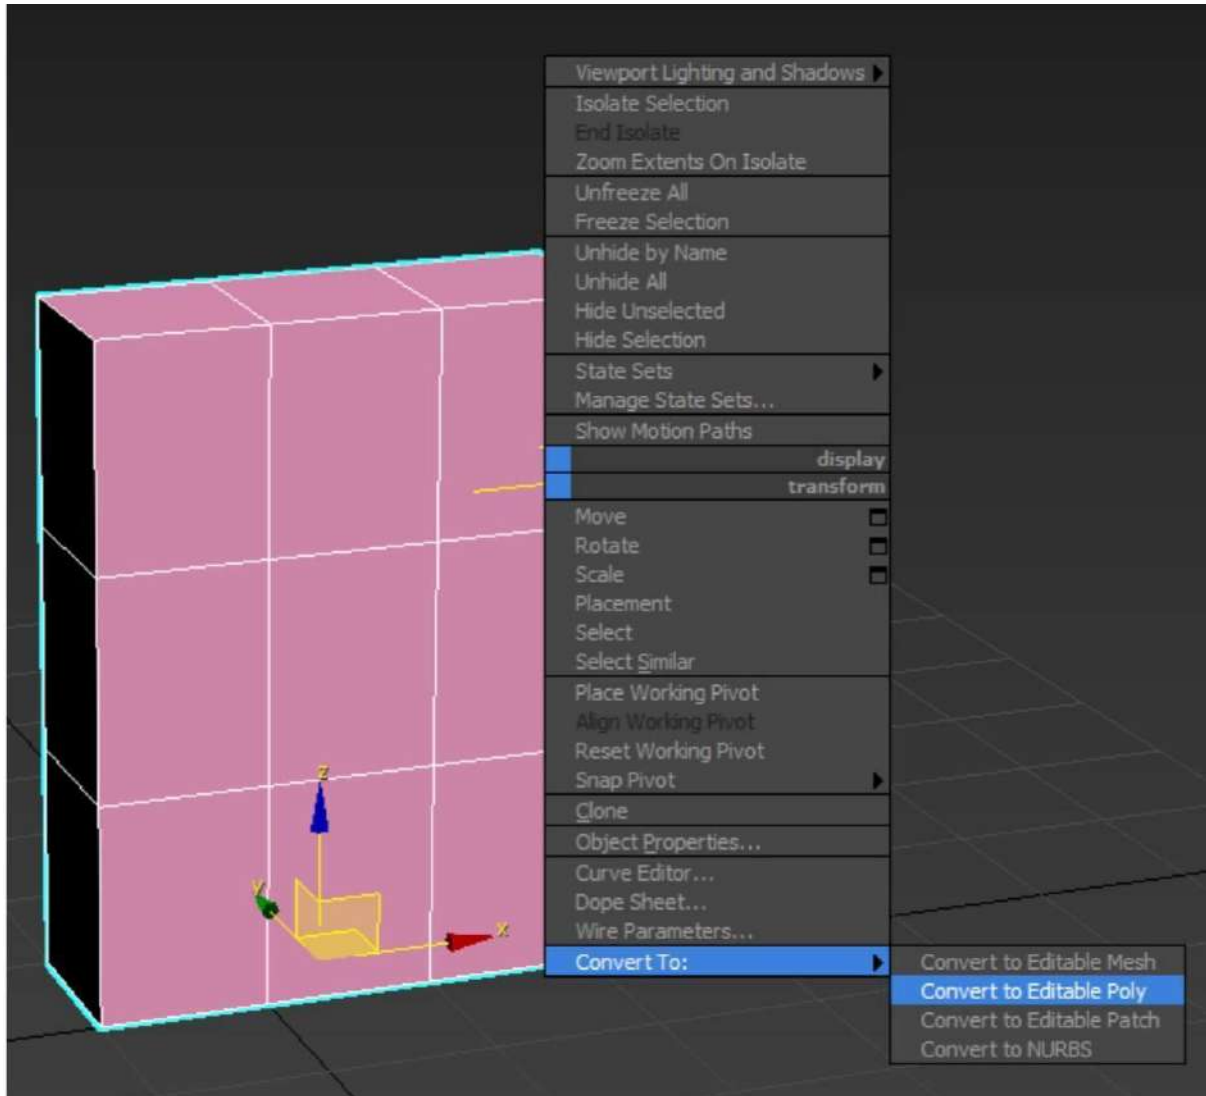 Viewport Lighting and Shadows
Isolate Selection
End Isolate
Zoom Extents On Isolate
Unfreeze All
Freeze Selection
Unhide by Name
Unhide All
Hide Unselected
Hide Selection
State Sets
Manage State Sets...
Show Motion Paths
display
transform
Move
Rotate
Scale
Placement
Select
Select Similar
Place Working Pivot
Align Working Pivot
Reset Working Pivot
Snap Pivot
Clone
Object Properties...
Curve Editor...
Dope Sheet...
Wire Parameters...
Convert To:
Convert to Editable Mesh
Convert to Editable Poly
Convert to Editable Patch
Convert to NURBS
z
y
x